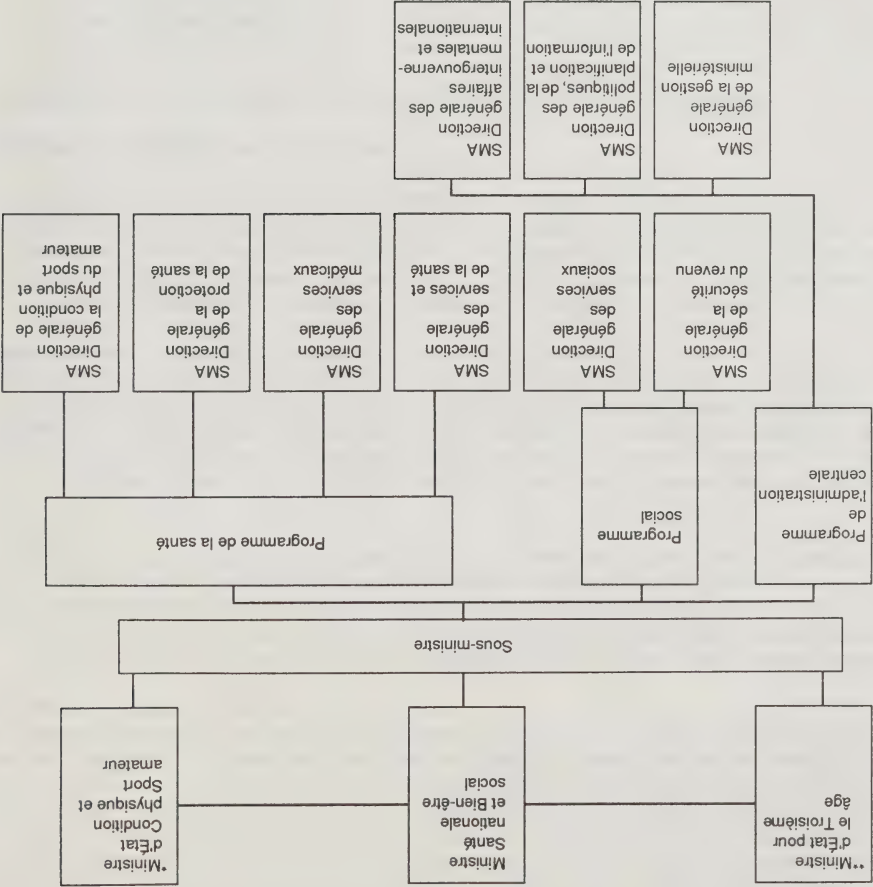 **Ministre
d'État pour
le Troisième
âge
Ministre
Santé
nationale
et Bien-être
social
*Ministre
d'État
Condition
physique et
Sport
amateur
Sous-ministre
Programme
de
l'administration
centrale
Programme
social
Programme de la santé
SMA
Direction
générale
de la
sécurité
du revenu
SMA
Direction
générale
des
services
sociaux
SMA
Direction
générale
des
services et
de la santé
SMA
Direction
générale
des
services
médicaux
SMA
Direction
générale
de la
protection
de la santé
SMA
Direction
générale de
la condition
physique et
du sport
amateur
SMA
Direction
générale
de la gestion
ministérielle
SMA
Direction
générale des
politiques, de la
planification et
de l'information
SMA
Direction
générale des
affaires
intergouverne-
mentales et
internationales